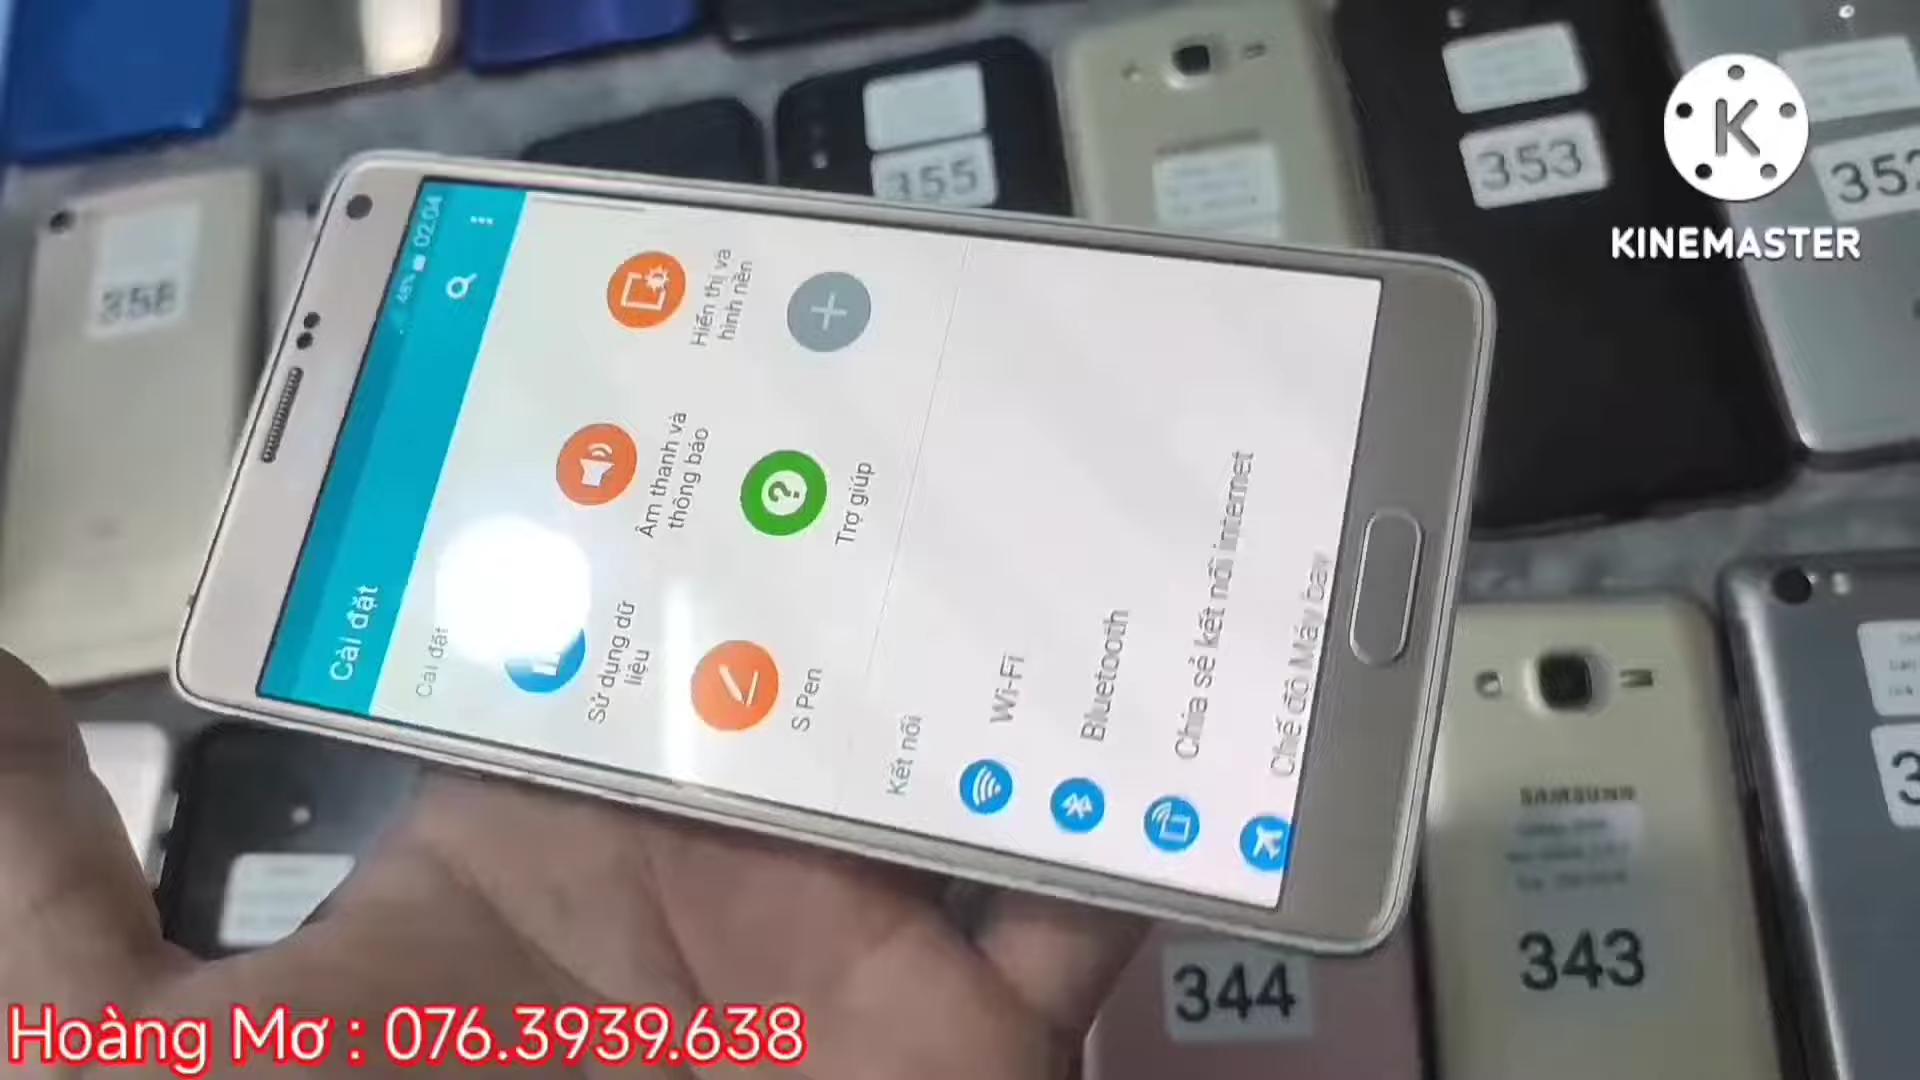 355
353
352
KINEMASTER
358
48% 02:04
Cài đặt
Cài đặt
Sử dụng dữ
liệu
Âm thanh và
thông báo
Hiển thị và
hình nền
S Pen
Trợ giúp
Kết nối
Wi-Fi
Bluetooth
Chia sẻ kết nối internet
Chế độ Máy bay
SAMSUNG
343
344
Hoàng Mơ : 076.3939.638